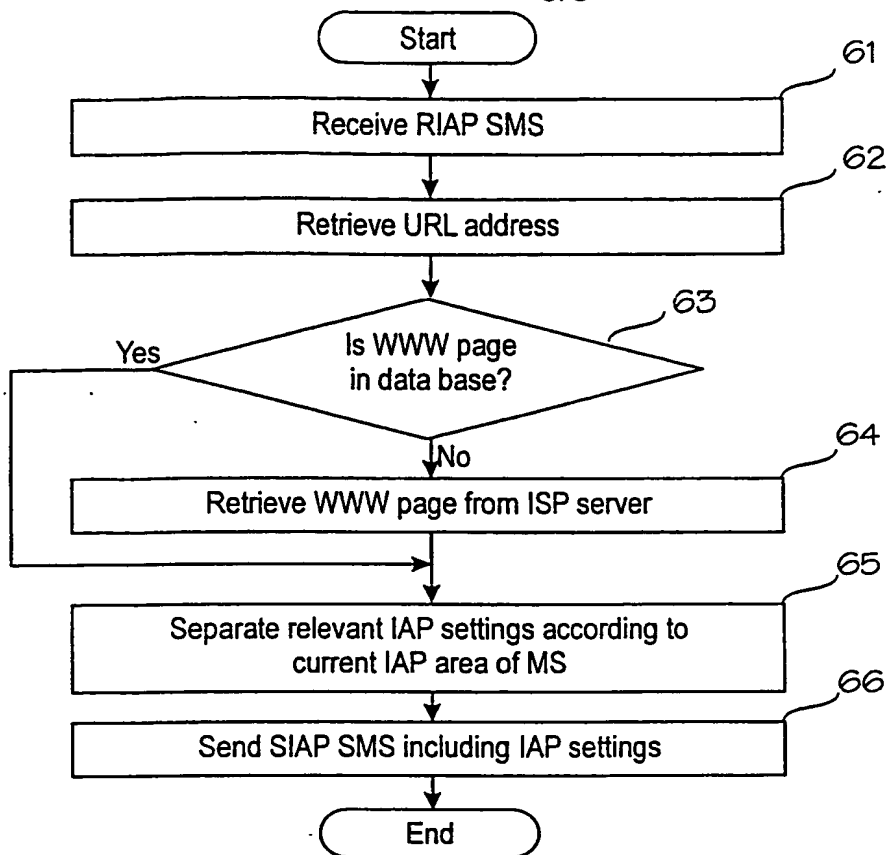 Start
61
Receive RIAP SMS
62
Retrieve URL address
63
Yes
Is WWW page
in data base?
No
64
Retrieve WWW page from ISP server
65
Separate relevant IAP settings according to
current IAP area of MS
66
Send SIAP SMS including IAP settings
End